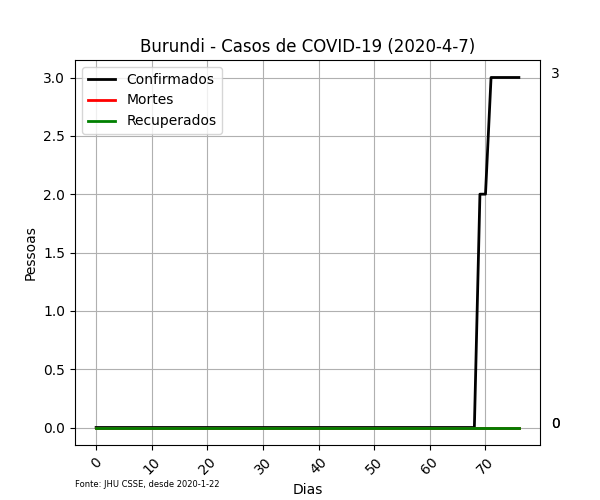 Burundi - Casos de COVID-19 (2020-4-7)
Confirmados
Mortes
Recuperados
3
3.0
2.5
2.0
1.5
1.0
0.5
0.0
0
Pessoas
0 10 20 30 40 50 60 70
Dias
Fonte: JHU CSSE, desde 2020-1-22